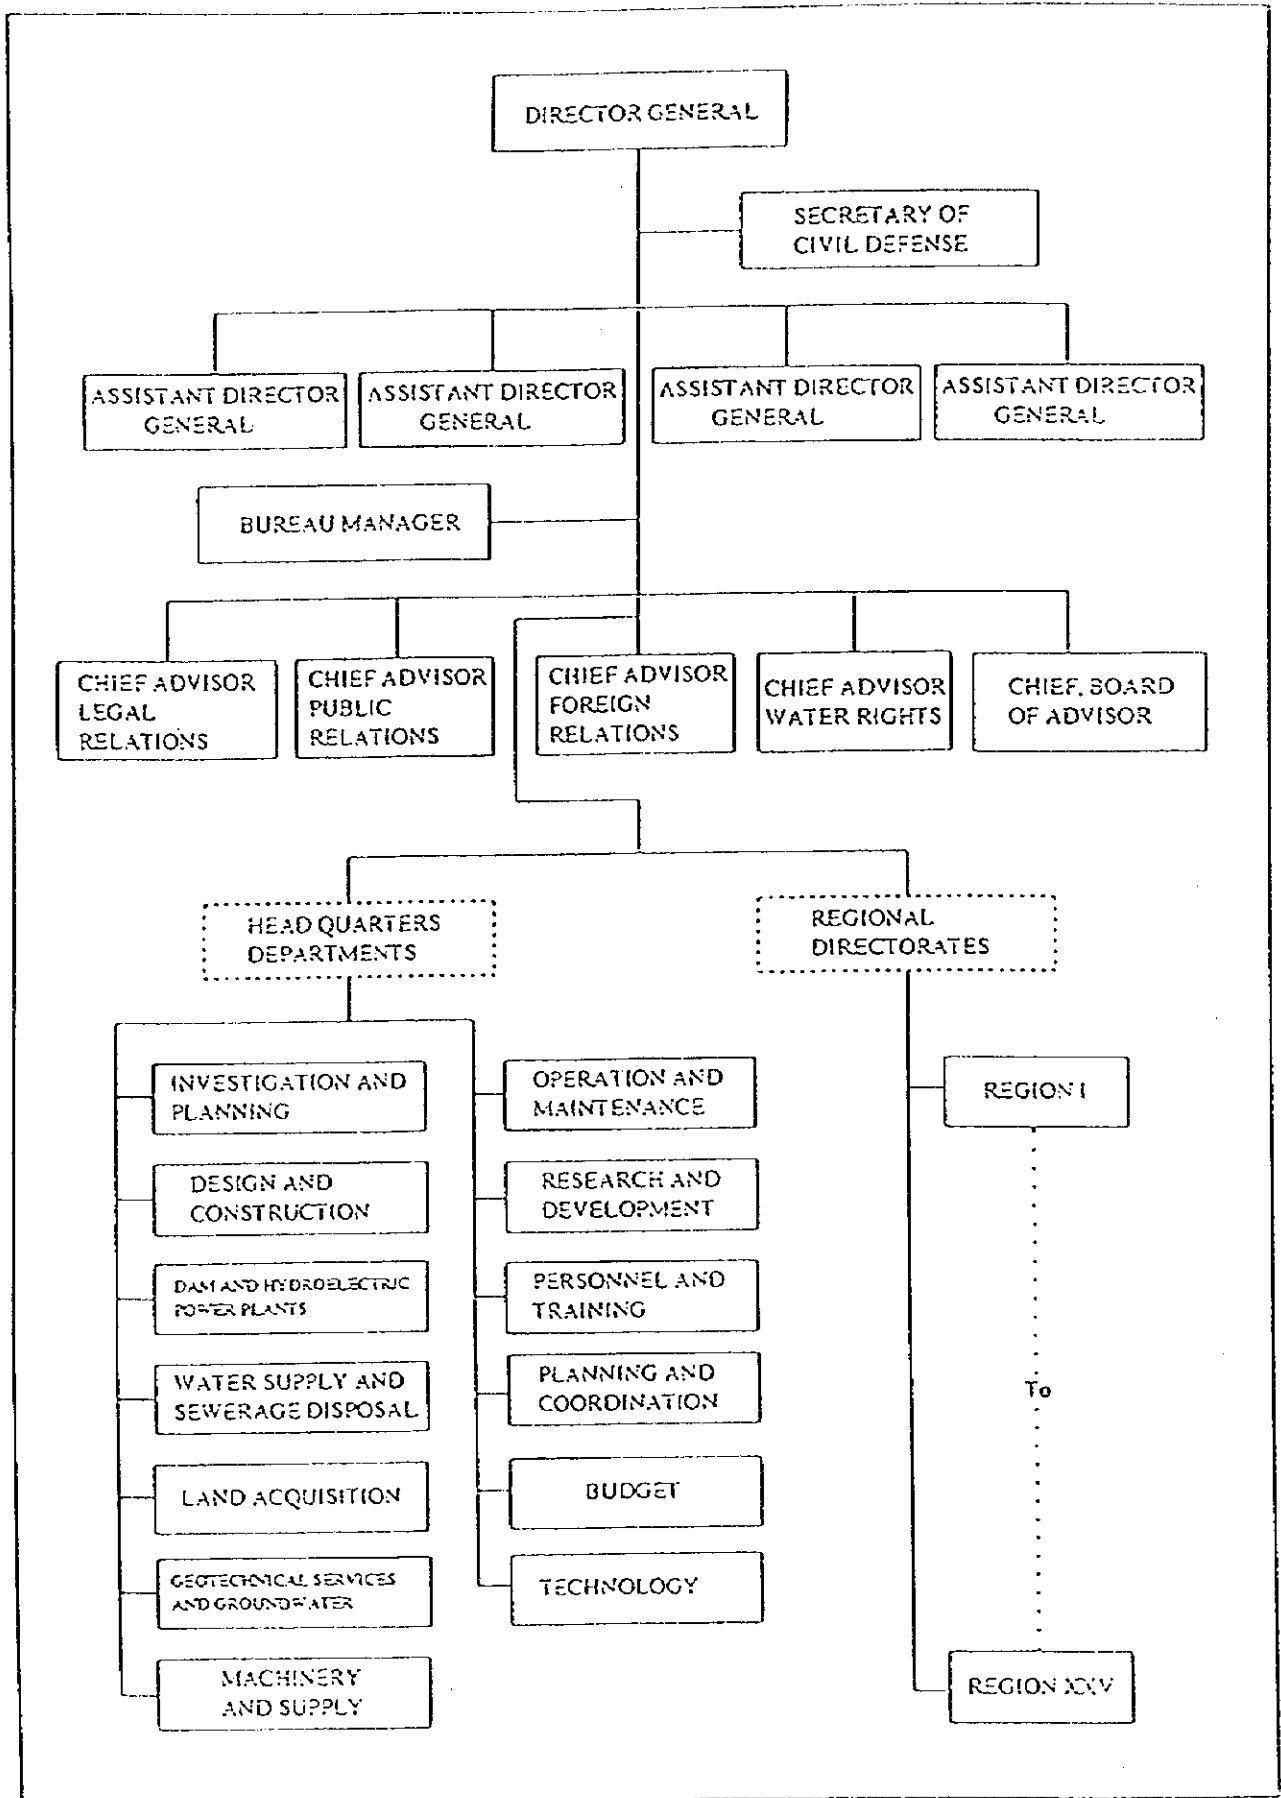 DIRECTOR GENERAL
SECRETARY OF
CIVIL DEFENSE
ASSISTANT DIRECTOR
GENERAL
ASSISTANT DIRECTOR
GENERAL
ASSISTANT DIRECTOR
GENERAL
ASSISTANT DIRECTOR
GENERAL
BUREAU MANAGER
CHIEF ADVISOR
LEGAL
RELATIONS
CHIEF ADVISOR
PUBLIC
RELATIONS
CHIEF ADVISOR
FOREIGN
RELATIONS
CHIEF ADVISOR
WATER RIGHTS
CHIEF, BOARD
OF ADVISOR
HEAD QUARTERS
DEPARTMENTS
REGIONAL
DIRECTORATES
INVESTIGATION AND
PLANNING
DESIGN AND
CONSTRUCTION
DAM AND HYDROELECTRIC
POWER PLANTS
WATER SUPPLY AND
SEWERAGE DISPOSAL
LAND ACQUISITION
GEOTECHNICAL SERVICES
AND GROUNDWATER
MACHINERY
AND SUPPLY
OPERATION AND
MAINTENANCE
RESEARCH AND
DEVELOPMENT
PERSONNEL AND
TRAINING
PLANNING AND
COORDINATION
BUDGET
TECHNOLOGY
REGION I
To
REGION XXV